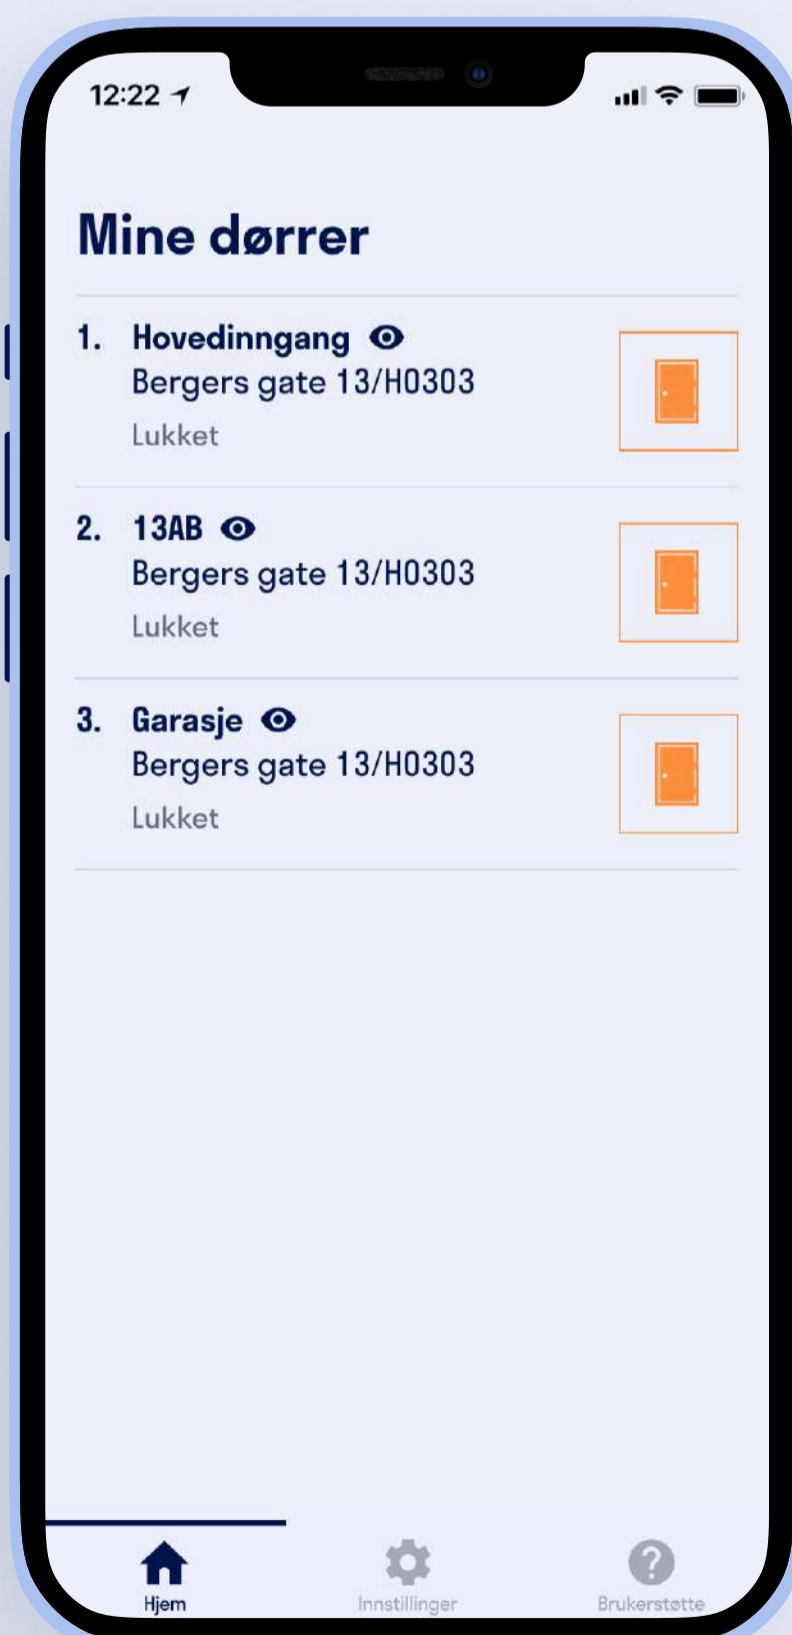 12:22
Mine dørrer
1. Hovedinngang
Bergers gate 13/H0303
Lukket
2. 13AB
Bergers gate 13/H0303
Lukket
3. Garasje
Bergers gate 13/H0303
Lukket
Hjem Innstillinger Brukerstøtte